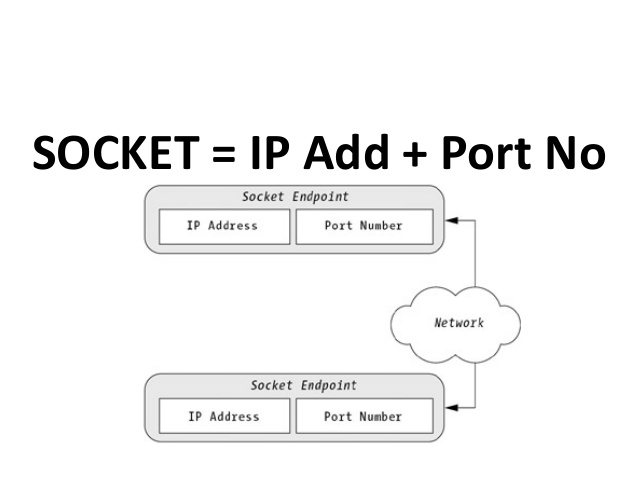 SOCKET = IP Add + Port No
Socket Endpoint
IP Address Port Number
Network
Socket Endpoint
IP Address Port Number